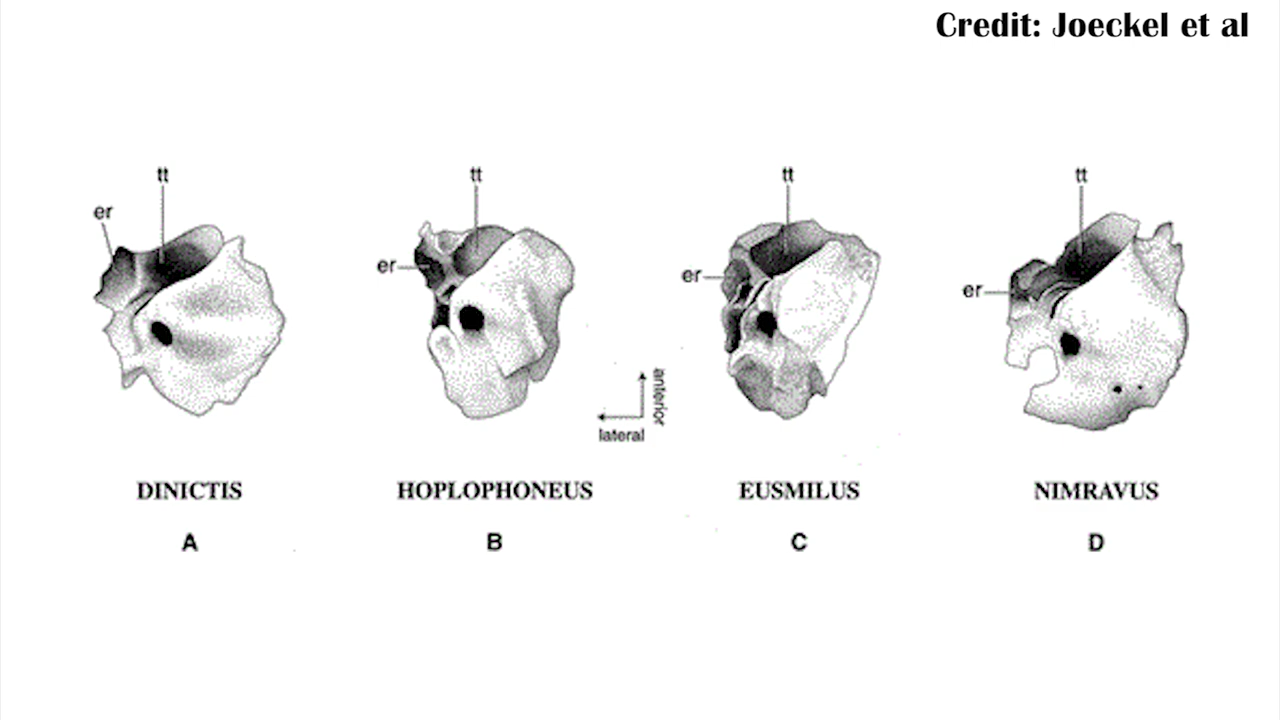 Credit: Joeckel et al
tt
tt
tt
tt
er
er
er
er
anterior
lateral
DINICTIS
HOPLOPHONEUS
EUSMILUS
NIMRAVUS
A
B
C
D